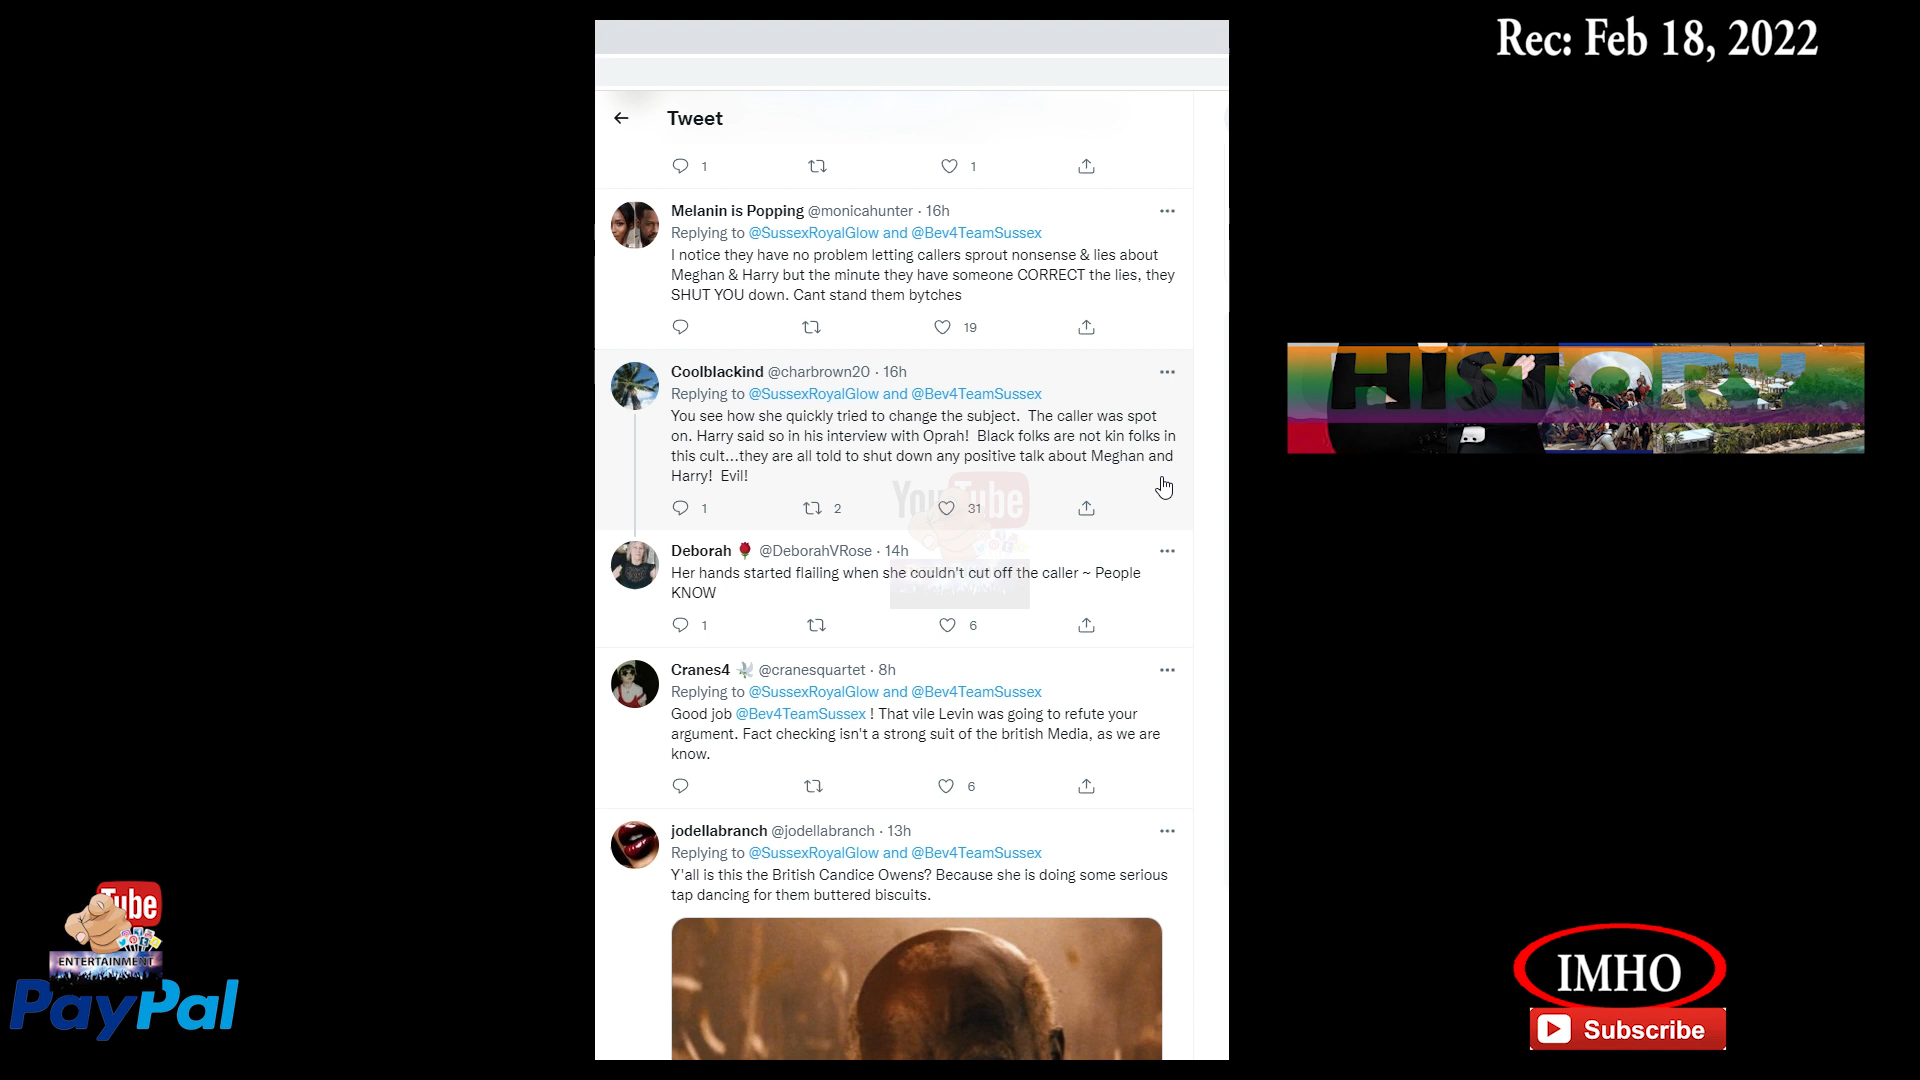 Rec: Feb 18, 2022
Tweet
1
1
Melanin is Popping @monicahunter · 16h
Replying to @SussexRoyalGlow and @Bev4TeamSussex
I notice they have no problem letting callers sprout nonsense & lies about
Meghan & Harry but the minute they have someone CORRECT the lies, they
SHUT YOU down. Cant stand them bytches
19
Coolblackind @charbrown20 · 16h
Replying to @SussexRoyalGlow and @Bev4TeamSussex
You see how she quickly tried to change the subject. The caller was spot
on. Harry said so in his interview with Oprah! Black folks are not kin folks in
this cult...they are all told to shut down any positive talk about Meghan and
Harry! Evil!
YouTube
1
2
31
Deborah @DeborahVRose · 14h
Her hands started flailing when she couldn't cut off the caller ~ People
KNOW
1
6
Cranes4 @cranesquartet · 8h
Replying to @SussexRoyalGlow and @Bev4TeamSussex
Good job @Bev4TeamSussex ! That vile Levin was going to refute your
argument. Fact checking isn't a strong suit of the british Media, as we are
know.
6
jodellabranch @jodellabranch · 13h
Replying to @SussexRoyalGlow and @Bev4TeamSussex
Y'all is this the British Candice Owens? Because she is doing some serious
tap dancing for them buttered biscuits.
HiSTORY
Tube
ENTERTAINMENT
PayPal
IMHO
Subscribe